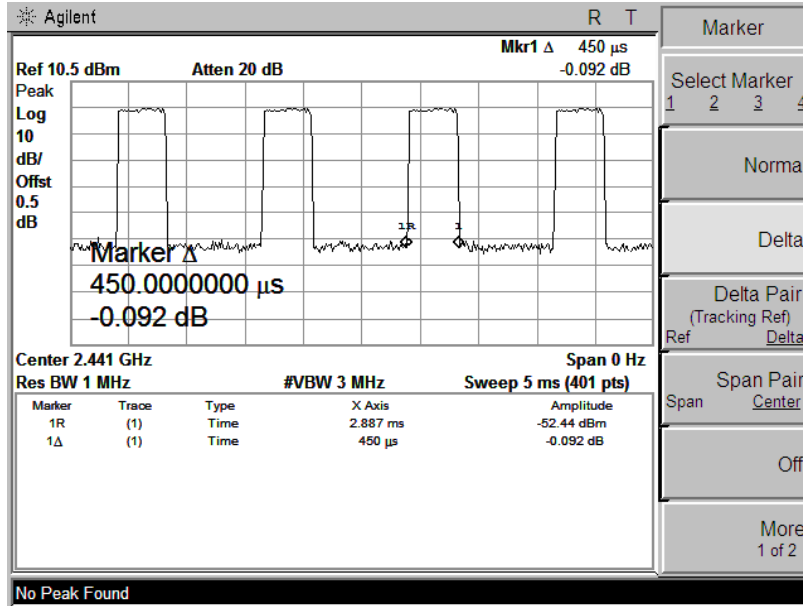 Agilent R T
Mkr1 Δ 450 μs
Ref 10.5 dBm Atten 20 dB -0.092 dB
Peak
Log
10
dB/
Offst
0.5
dB
1R 1
Marker Δ
450.0000000 μs
-0.092 dB
Center 2.441 GHz Span 0 Hz
Res BW 1 MHz #VBW 3 MHz Sweep 5 ms (401 pts)
Marker Trace Type X Axis Amplitude
1R (1) Time 2.887 ms -52.44 dBm
1Δ (1) Time 450 μs -0.092 dB
No Peak Found
Marker
Select Marker
1 2 3 4
Norma
Delta
Delta Pair
(Tracking Ref)
Ref Delta
Span Pair
Span Center
Off
More
1 of 2